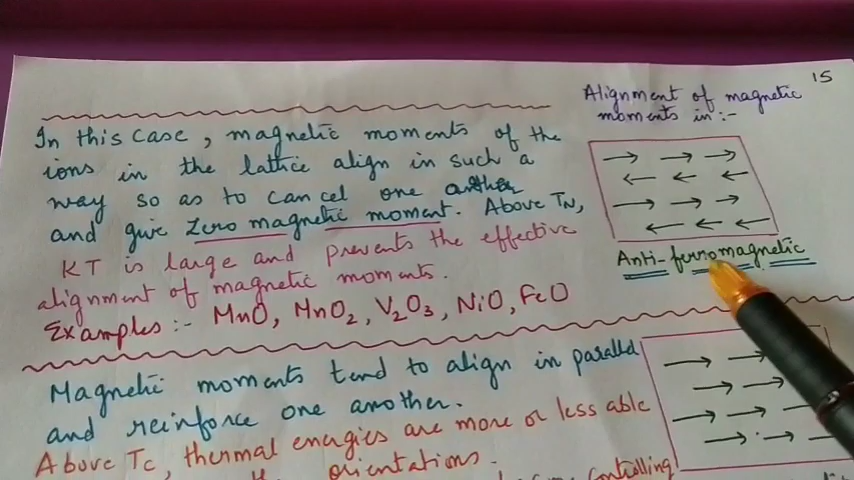 15
Alignment of magnetic
moments in :-
In this case, magnetic moments of the
ions in the lattice align in such a
way so as to cancel one another
and give zero magnetic moment. Above TN,
KT is large and prevents the effective
alignment of magnetic moments.
Examples :- MnO, MnO2, V2O3, NiO, FeO
Anti-ferromagnetic
Magnetic moments tend to align in parallel
and reinforce one another.
Above Tc, thermal energies are more or less able
orientations.
controlling